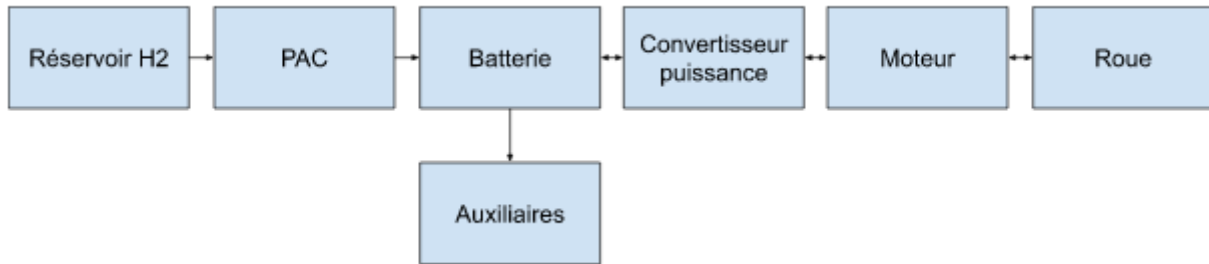 Réservoir H2
PAC
Batterie
Convertisseur
puissance
Moteur
Roue
Auxiliaires